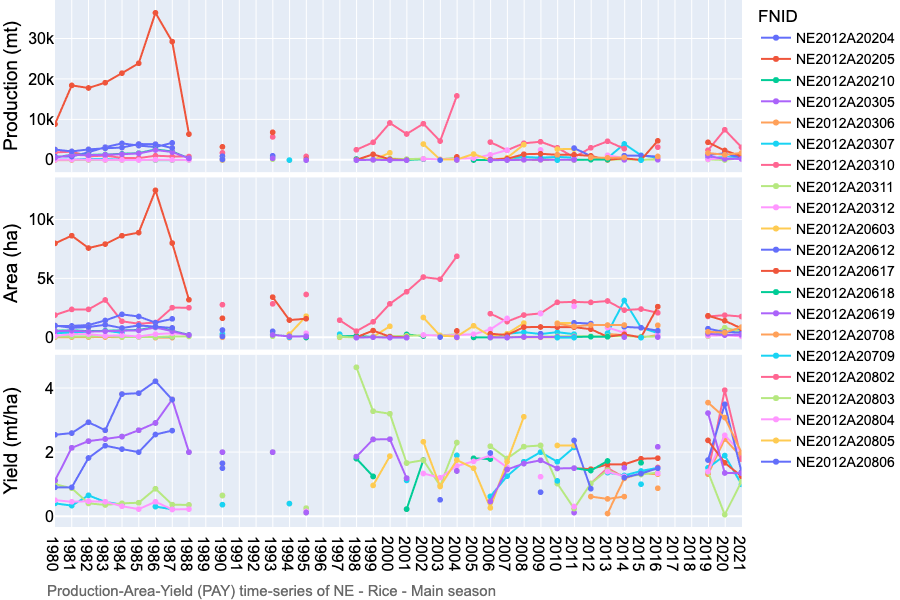 FNID
Production (mt)
30k
20k
10k
0
Area (ha)
10k
5k
0
Yield (mt/ha)
4
2
0
1980
1981
1982
1983
1984
1985
1986
1987
1988
1989
1990
1991
1992
1993
1994
1995
1996
1997
1998
1999
2000
2001
2002
2003
2004
2005
2006
2007
2008
2009
2010
2011
2012
2013
2014
2015
2016
2017
2018
2019
2020
2021
NE2012A20204
NE2012A20205
NE2012A20210
NE2012A20305
NE2012A20306
NE2012A20307
NE2012A20310
NE2012A20311
NE2012A20312
NE2012A20603
NE2012A20612
NE2012A20617
NE2012A20618
NE2012A20619
NE2012A20708
NE2012A20709
NE2012A20802
NE2012A20803
NE2012A20804
NE2012A20805
NE2012A20806
Production-Area-Yield (PAY) time-series of NE - Rice - Main season